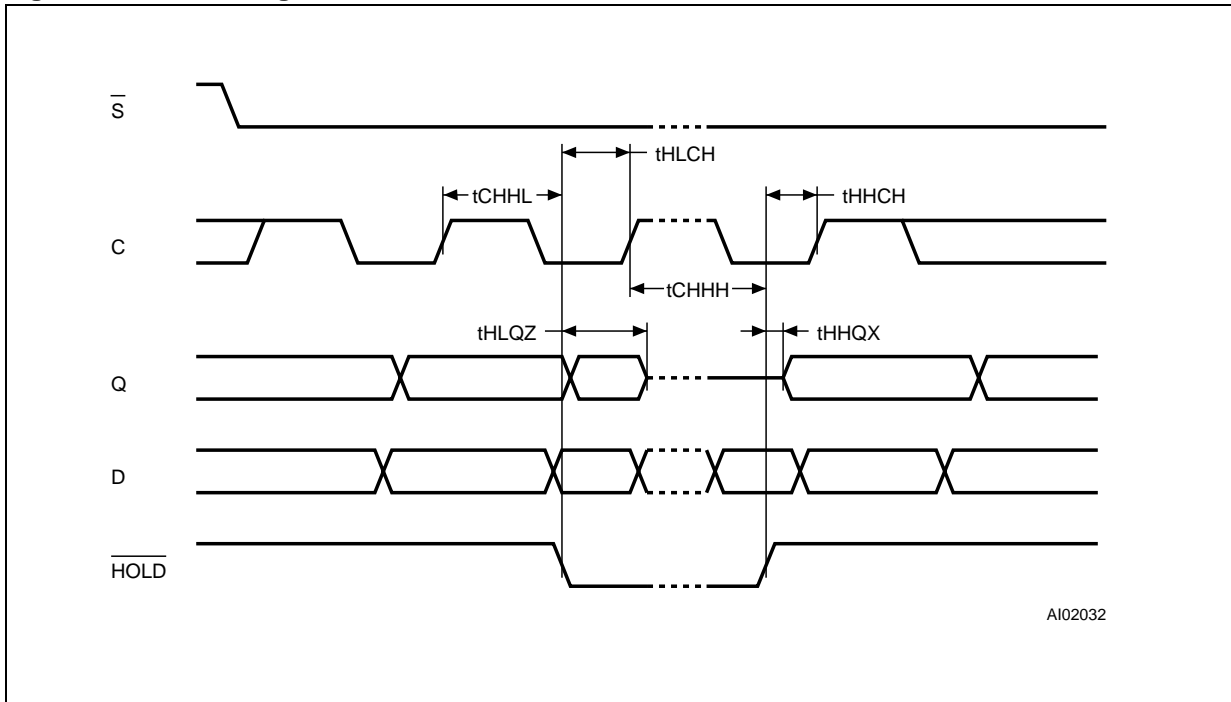 S
tHLCH
tCHHL
tHHCH
C
tCHHH
tHLQZ
tHHQX
Q
D
HOLD
AI02032